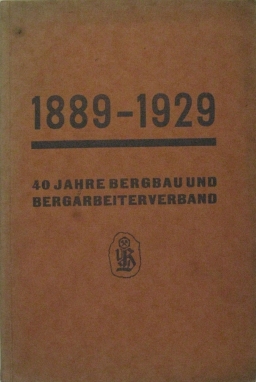 1889-1929
40 JAHRE BERGBAU UND
BERGARBEITERVERBAND